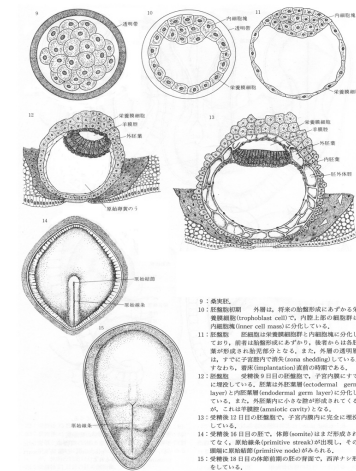 9
透明帯
10
内細胞塊
透明帯
栄養膜細胞
11
内細胞塊
栄養膜細
12
栄養膜細胞
羊膜腔
外胚葉
原始卵黄のう
13
栄養膜細胞
羊膜腔
外胚葉
内胚葉
胚外体腔
14
原始結節
原始線条
15
原始線条
9：桑実胚。
10：胚盤胞初期　外層は，将来の胎盤形成にあずかる栄
養膜細胞(trophoblast cell)で，内腔上部の細胞群は
内細胞塊(inner cell mass)に分化している。
11：胚盤胞　胚細胞は栄養膜細胞群と内細胞塊に分化し
ており，前者は胎盤形成にあずかり，後者からは各胚
葉が形成され胎児部分となる。また，外層の透明帯
は，すでに子宮腔内で消失(zona shedding)している。
すなわち，着床(implantation)直前の時期である。
12：胚盤胞　受精後9日目の胚盤胞で，子宮内膜にすで
に埋没している。胚葉は外胚葉層(ectodermal germ
layer)と内胚葉層(endodermal germ layer)に分化し
ている。また，外胚葉内に小さな腔が形成されてくる
が，これは羊膜腔(amniotic cavity)となる。
13：受精後12日目の胚盤胞で，子宮内膜内に完全に埋没
している。
14：受精後16日目の胚で，体節(somite)はまだ形成され
てなく，原始線条(primitive streak)が出現し，その
頭端に原始結節(primitive node)がみられる。
15：受精後18日目の体節前期の胚の背面で，西洋ナシ形
をしている。